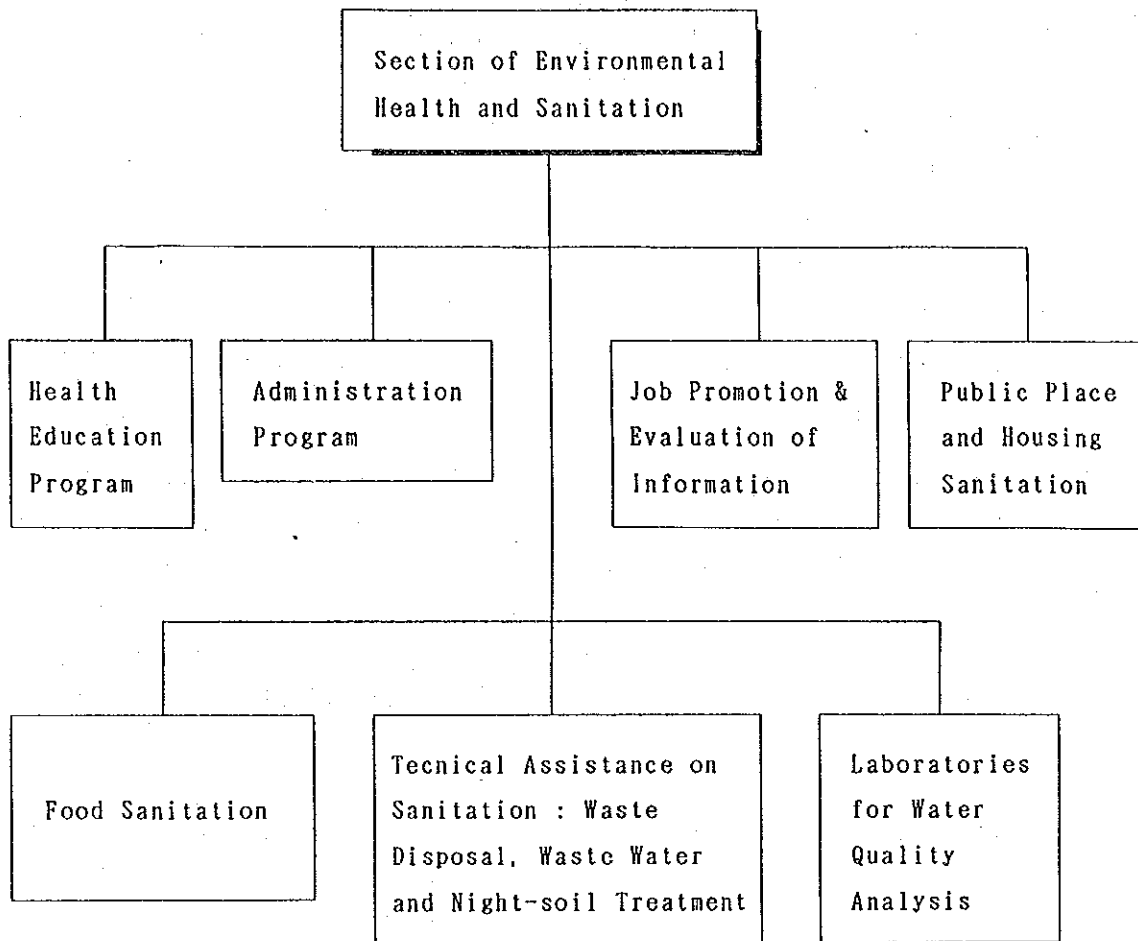 Section of Environmental
Health and Sanitation
Health
Education
Program
Administration
Program
Job Promotion &
Evaluation of
Information
Public Place
and Housing
Sanitation
Food Sanitation
Tecnical Assistance on
Sanitation : Waste
Disposal, Waste Water
and Night-soil Treatment
Laboratories
for Water
Quality
Analysis